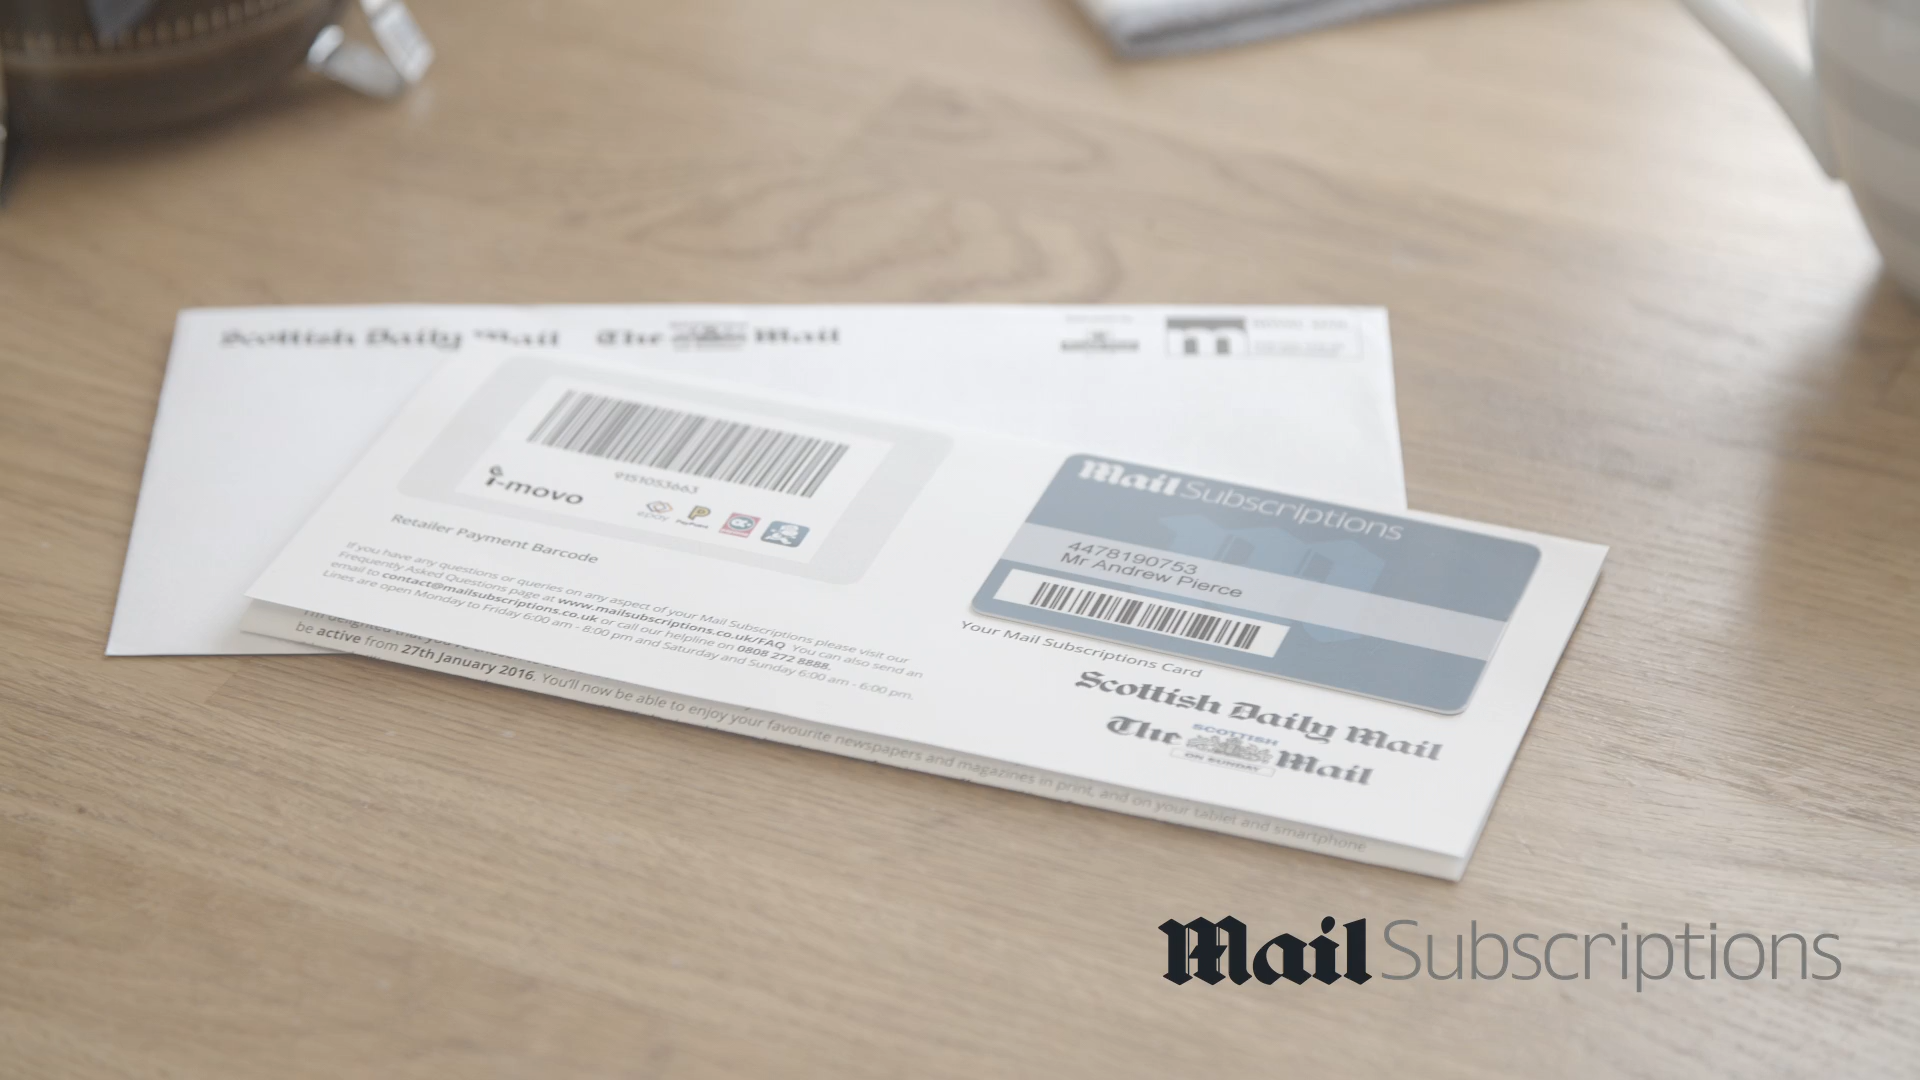 Scottish Daily Mail The Mail
9151053663
i-movo
epay PayPoint
Retailer Payment Barcode
If you have any questions or queries on any aspect of your Mail Subscriptions please visit our
Frequently Asked Questions page at www.mailsubscriptions.co.uk/FAQ You can also send an
email to contact@mailsubscriptions.co.uk or call our helpline on 0808 272 8888.
Lines are open Monday to Friday 6:00 am - 8:00 pm and Saturday and Sunday 6:00 am - 6:00 pm.
I'm delighted that you
be active from 27th January 2016. You'll now be able to enjoy your favourite newspapers and magazines in print, and on your tablet and smartphone
Mail Subscriptions
4478190753
Mr Andrew Pierce
Your Mail Subscriptions Card
Scottish Daily Mail
The SCOTTISH ON SUNDAY Mail
Mail Subscriptions